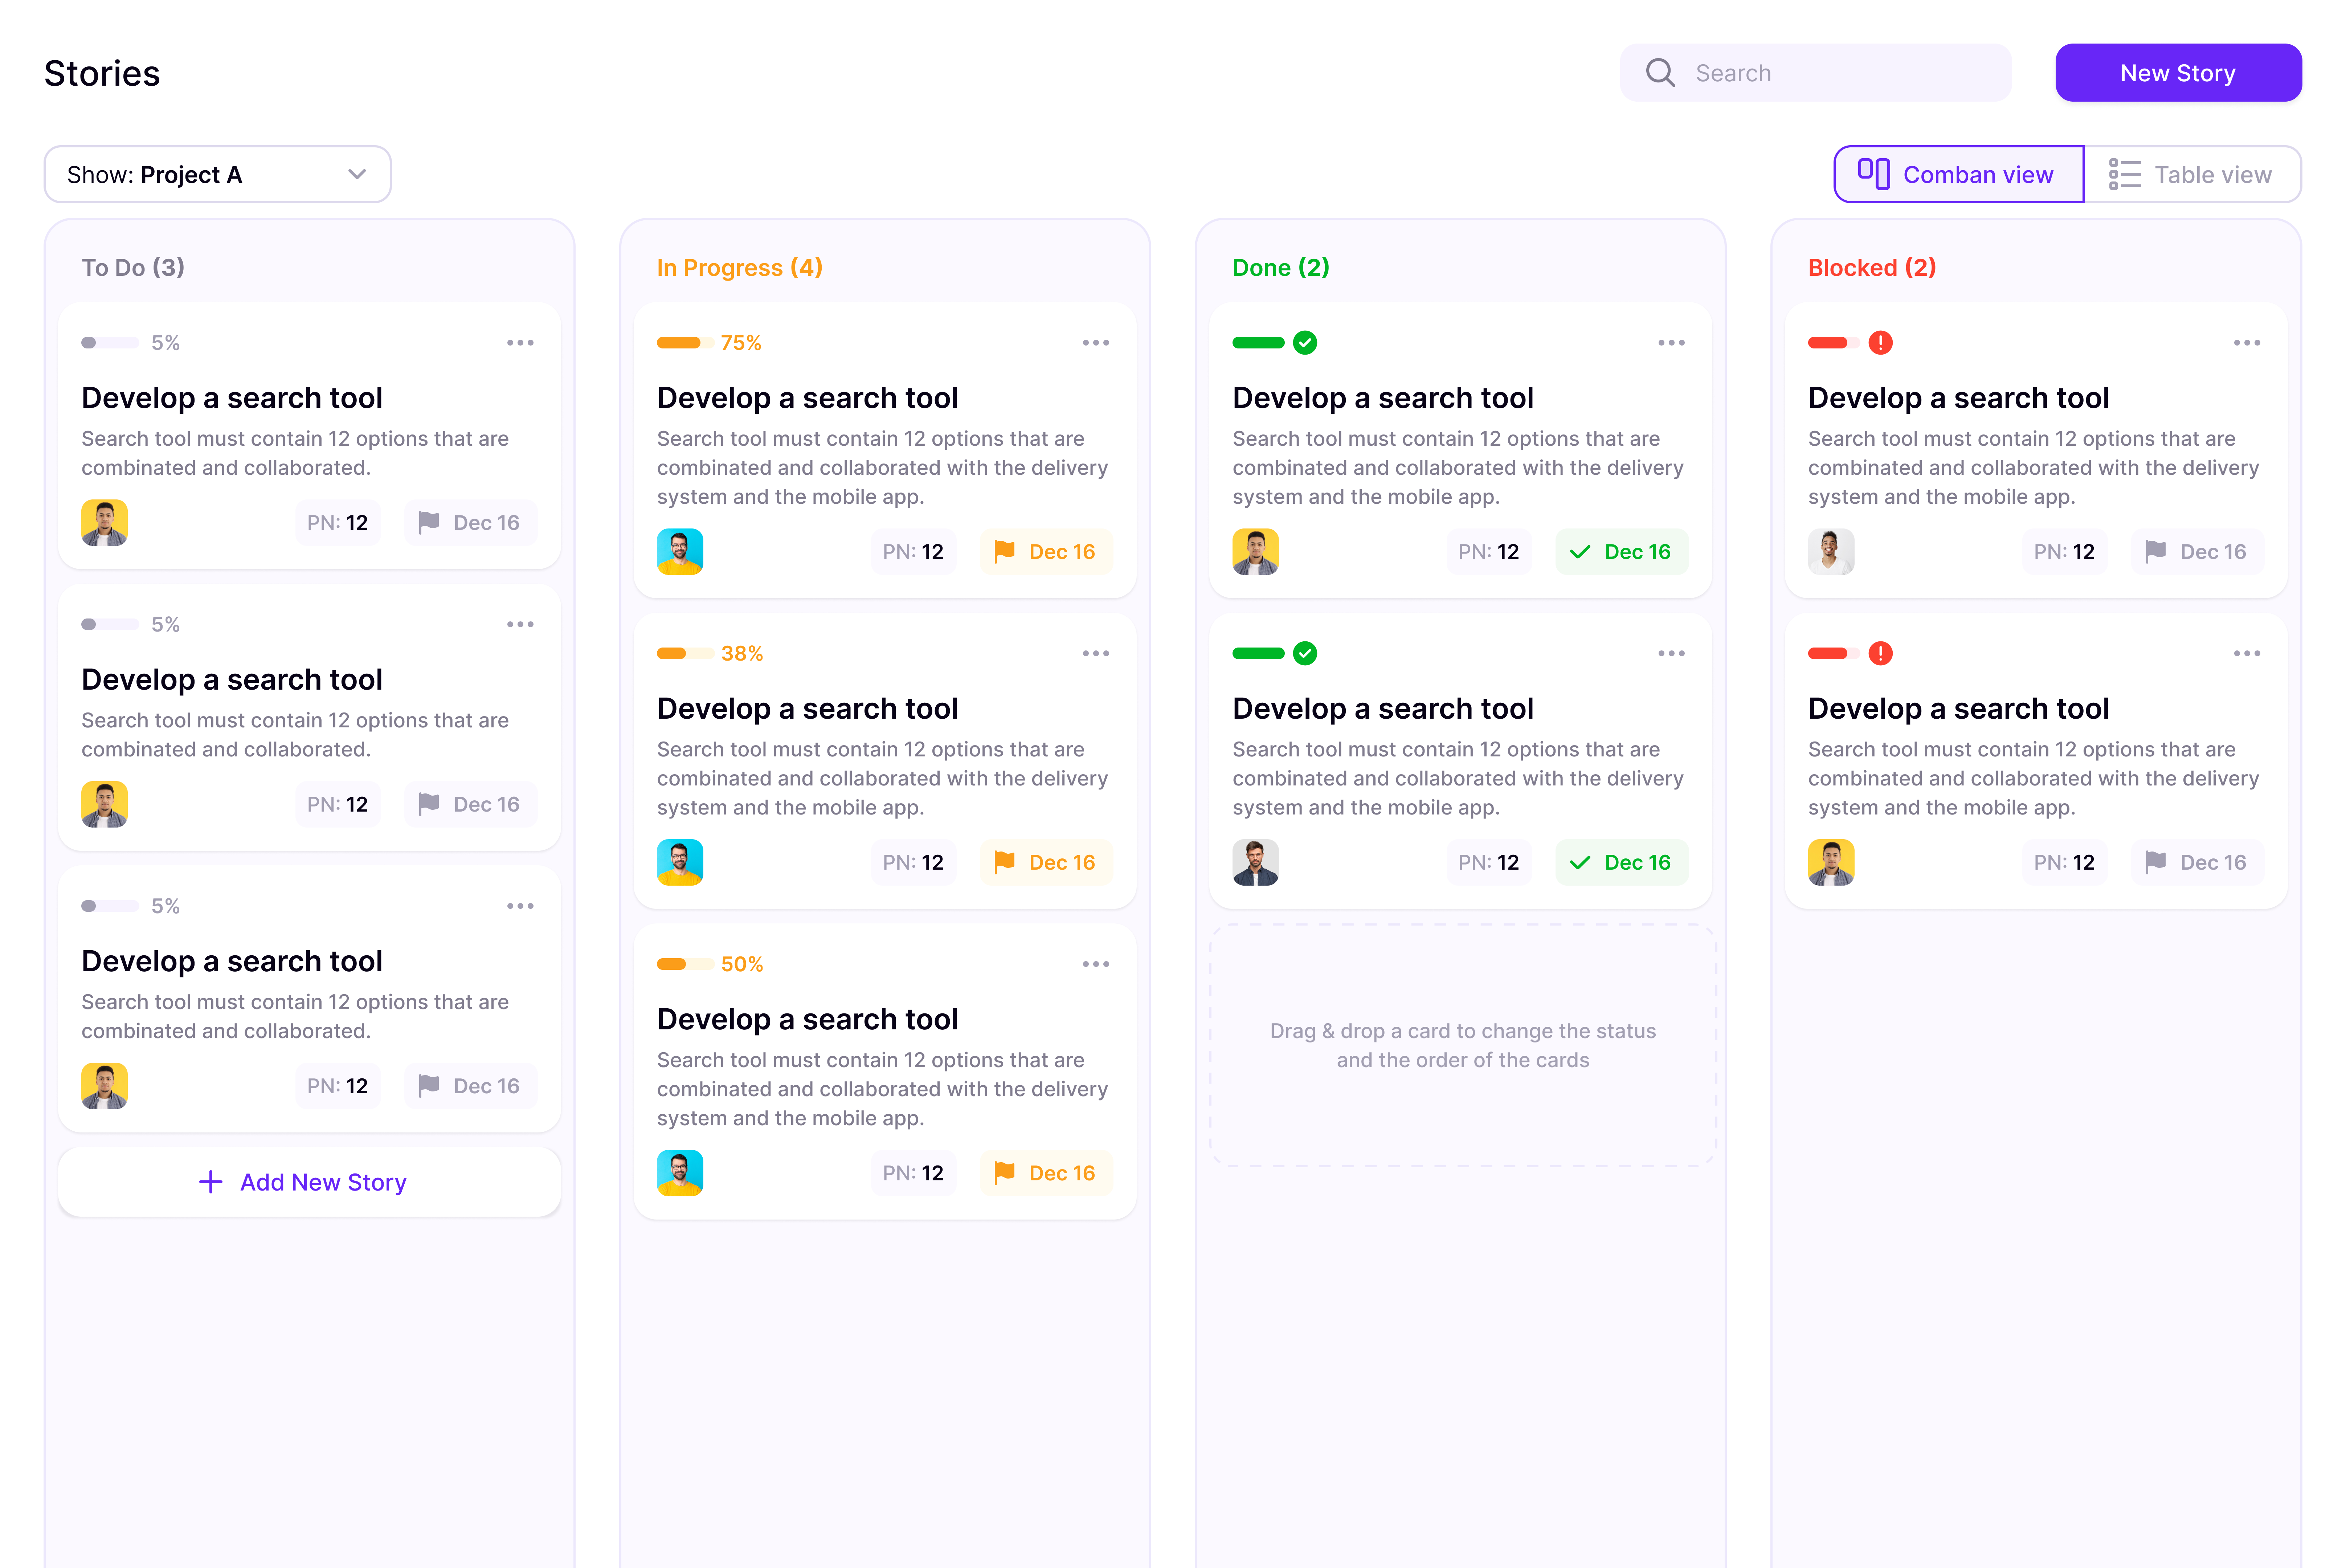 Stories
Search
New Story
Show: Project A
Comban view
Table view
To Do (3)
5%
Develop a search tool
Search tool must contain 12 options that are
combinated and collaborated.
PN: 12
Dec 16
5%
Develop a search tool
Search tool must contain 12 options that are
combinated and collaborated.
PN: 12
Dec 16
5%
Develop a search tool
Search tool must contain 12 options that are
combinated and collaborated.
PN: 12
Dec 16
Add New Story
In Progress (4)
75%
Develop a search tool
Search tool must contain 12 options that are
combinated and collaborated with the delivery
system and the mobile app.
PN: 12
Dec 16
38%
Develop a search tool
Search tool must contain 12 options that are
combinated and collaborated with the delivery
system and the mobile app.
PN: 12
Dec 16
50%
Develop a search tool
Search tool must contain 12 options that are
combinated and collaborated with the delivery
system and the mobile app.
PN: 12
Dec 16
Done (2)
Develop a search tool
Search tool must contain 12 options that are
combinated and collaborated with the delivery
system and the mobile app.
PN: 12
Dec 16
Develop a search tool
Search tool must contain 12 options that are
combinated and collaborated with the delivery
system and the mobile app.
PN: 12
Dec 16
Drag & drop a card to change the status
and the order of the cards
Blocked (2)
Develop a search tool
Search tool must contain 12 options that are
combinated and collaborated with the delivery
system and the mobile app.
PN: 12
Dec 16
Develop a search tool
Search tool must contain 12 options that are
combinated and collaborated with the delivery
system and the mobile app.
PN: 12
Dec 16